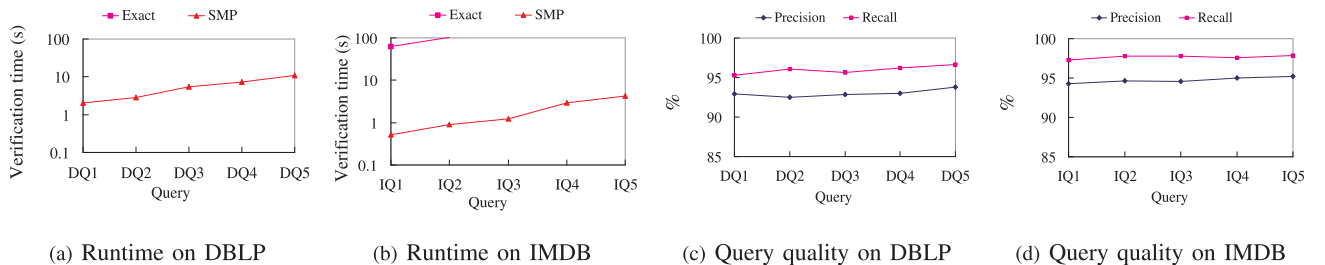 Exact SMP
Verification time (s)
100
10
1
0.1
DQ1 DQ2 DQ3 DQ4 DQ5
Query
(a) Runtime on DBLP
Exact SMP
Verification time (s)
100
10
1
0.1
IQ1 IQ2 IQ3 IQ4 IQ5
Query
(b) Runtime on IMDB
Precision Recall
%
100
95
90
85
DQ1 DQ2 DQ3 DQ4 DQ5
Query
(c) Query quality on DBLP
Precision Recall
%
100
95
90
85
IQ1 IQ2 IQ3 IQ4 IQ5
Query
(d) Query quality on IMDB